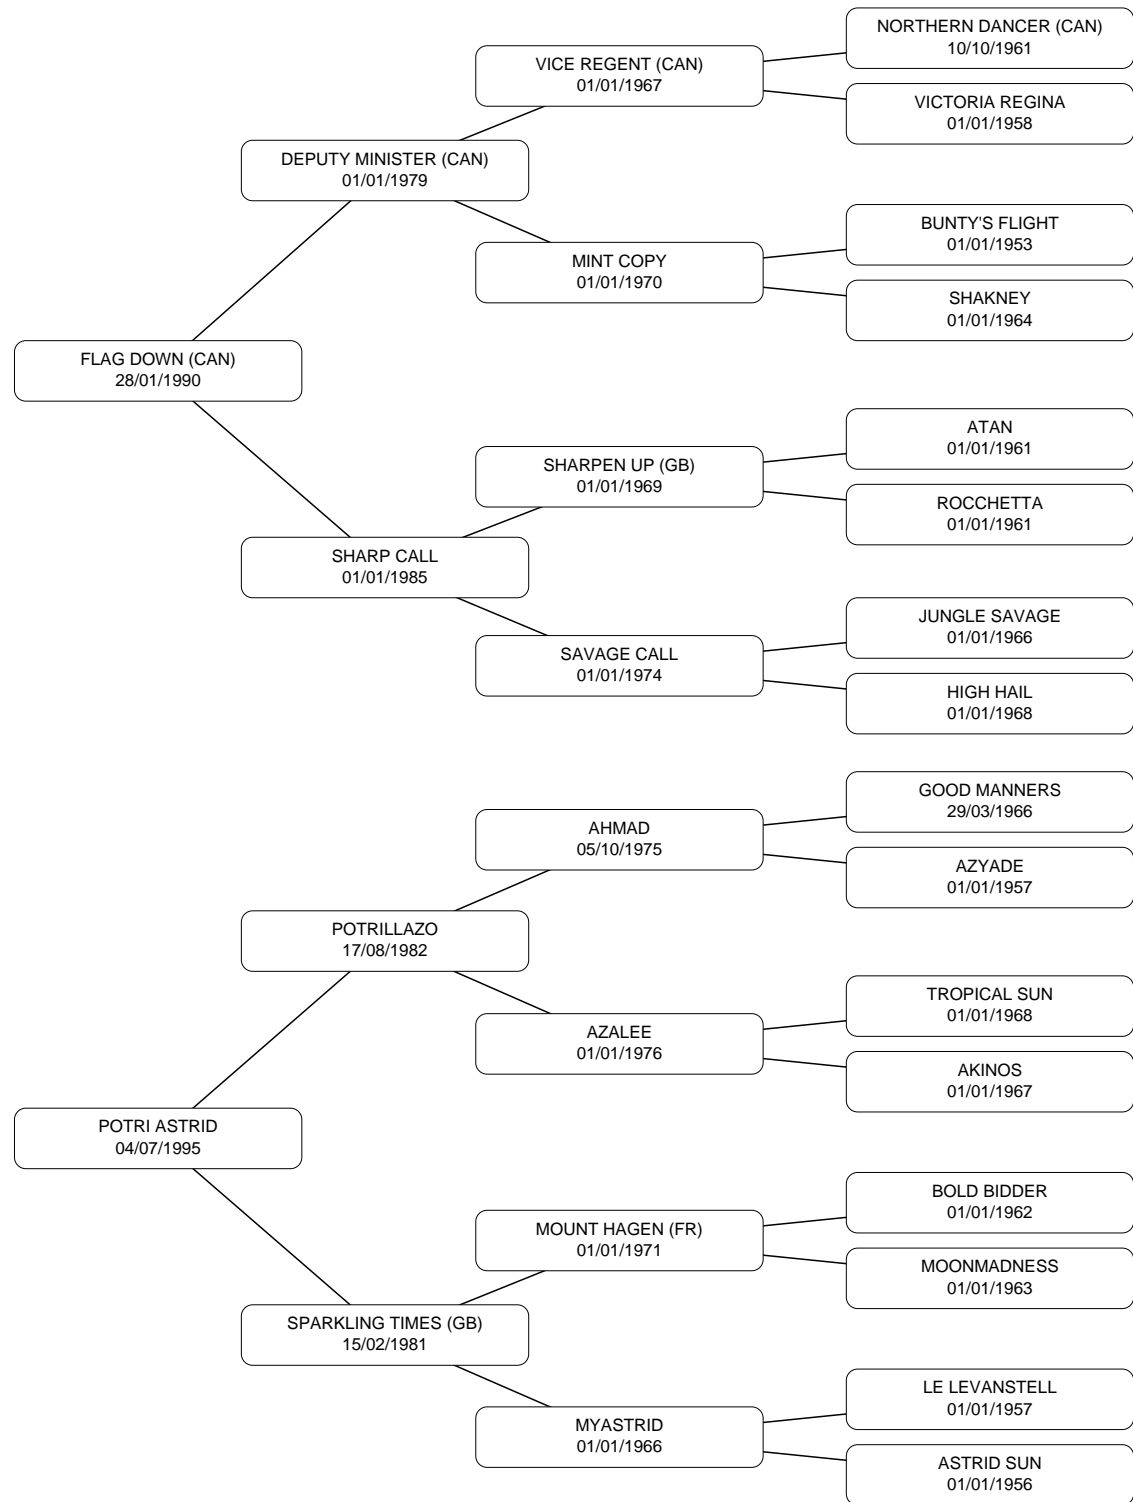 NORTHERN DANCER (CAN)
10/10/1961
VICE REGENT (CAN)
01/01/1967
VICTORIA REGINA
01/01/1958
DEPUTY MINISTER (CAN)
01/01/1979
BUNTY'S FLIGHT
01/01/1953
MINT COPY
01/01/1970
SHAKNEY
01/01/1964
FLAG DOWN (CAN)
28/01/1990
ATAN
01/01/1961
SHARPEN UP (GB)
01/01/1969
ROCCHETTA
01/01/1961
SHARP CALL
01/01/1985
JUNGLE SAVAGE
01/01/1966
SAVAGE CALL
01/01/1974
HIGH HAIL
01/01/1968
GOOD MANNERS
29/03/1966
AHMAD
05/10/1975
AZYADE
01/01/1957
POTRILLAZO
17/08/1982
TROPICAL SUN
01/01/1968
AZALEE
01/01/1976
AKINOS
01/01/1967
POTRI ASTRID
04/07/1995
BOLD BIDDER
01/01/1962
MOUNT HAGEN (FR)
01/01/1971
MOONMADNESS
01/01/1963
SPARKLING TIMES (GB)
15/02/1981
LE LEVANSTELL
01/01/1957
MYASTRID
01/01/1966
ASTRID SUN
01/01/1956